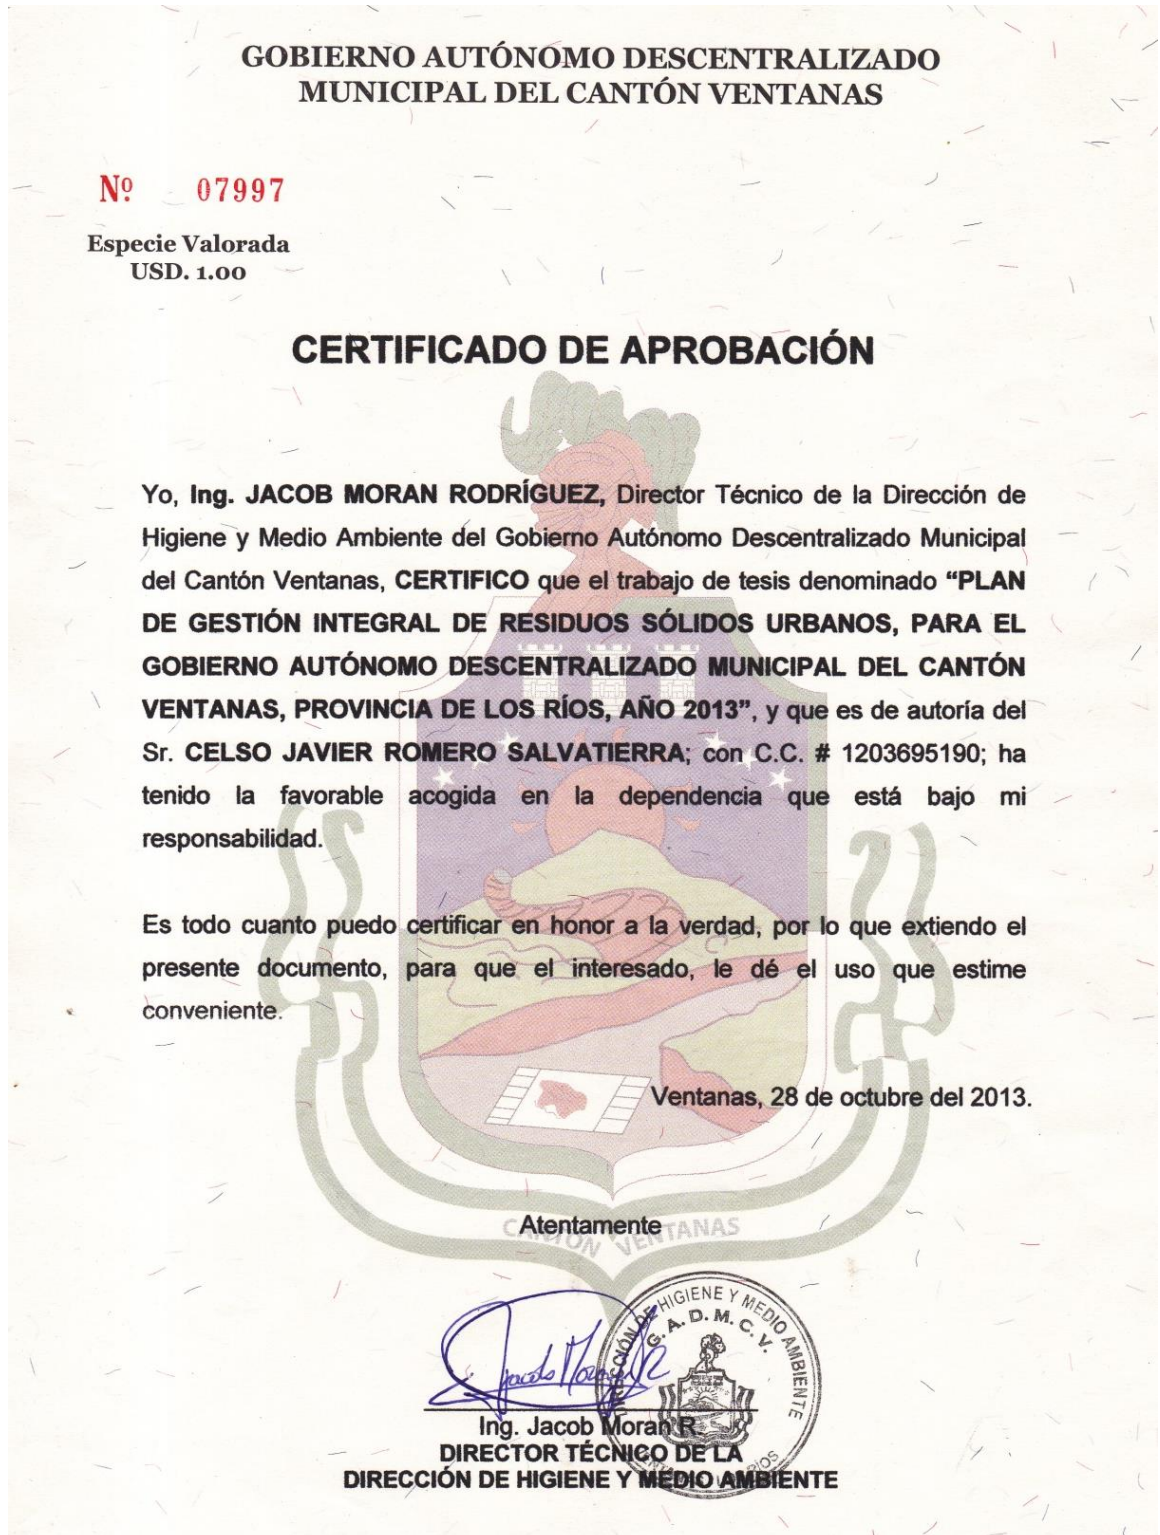 GOBIERNO AUTÓNOMO DESCENTRALIZADO
MUNICIPAL DEL CANTÓN VENTANAS
Nº 07997
Especie Valorada
USD. 1.00
CERTIFICADO DE APROBACIÓN
Yo, Ing. JACOB MORAN RODRÍGUEZ, Director Técnico de la Dirección de
Higiene y Medio Ambiente del Gobierno Autónomo Descentralizado Municipal
del Cantón Ventanas, CERTIFICO que el trabajo de tesis denominado “PLAN
DE GESTIÓN INTEGRAL DE RESIDUOS SÓLIDOS URBANOS, PARA EL
GOBIERNO AUTÓNOMO DESCENTRALIZADO MUNICIPAL DEL CANTÓN
VENTANAS, PROVINCIA DE LOS RÍOS, AÑO 2013”, y que es de autoría del
Sr. CELSO JAVIER ROMERO SALVATIERRA; con C.C. # 1203695190; ha
tenido la favorable acogida en la dependencia que está bajo mi
responsabilidad.
Es todo cuanto puedo certificar en honor a la verdad, por lo que extiendo el
presente documento, para que el interesado, le dé el uso que estime
conveniente.
Ventanas, 28 de octubre del 2013.
Atentamente
CANTÓN VENTANAS
DIRECCIÓN DE HIGIENE Y MEDIO AMBIENTE
G. A. D. M. C. V.
Jacob Moran R
Ing. Jacob Moran R.
DIRECTOR TÉCNICO DE LA
DIRECCIÓN DE HIGIENE Y MEDIO AMBIENTE